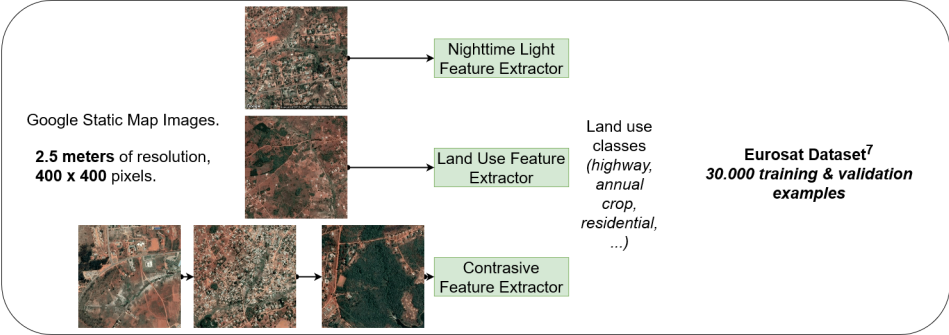 Google Static Map Images.
2.5 meters of resolution,
400 x 400 pixels.
Nighttime Light
Feature Extractor
Land Use Feature
Extractor
Contrasive
Feature Extractor
Land use
classes
(highway,
annual
crop,
residential,
...)
Eurosat Dataset7
30.000 training & validation
examples